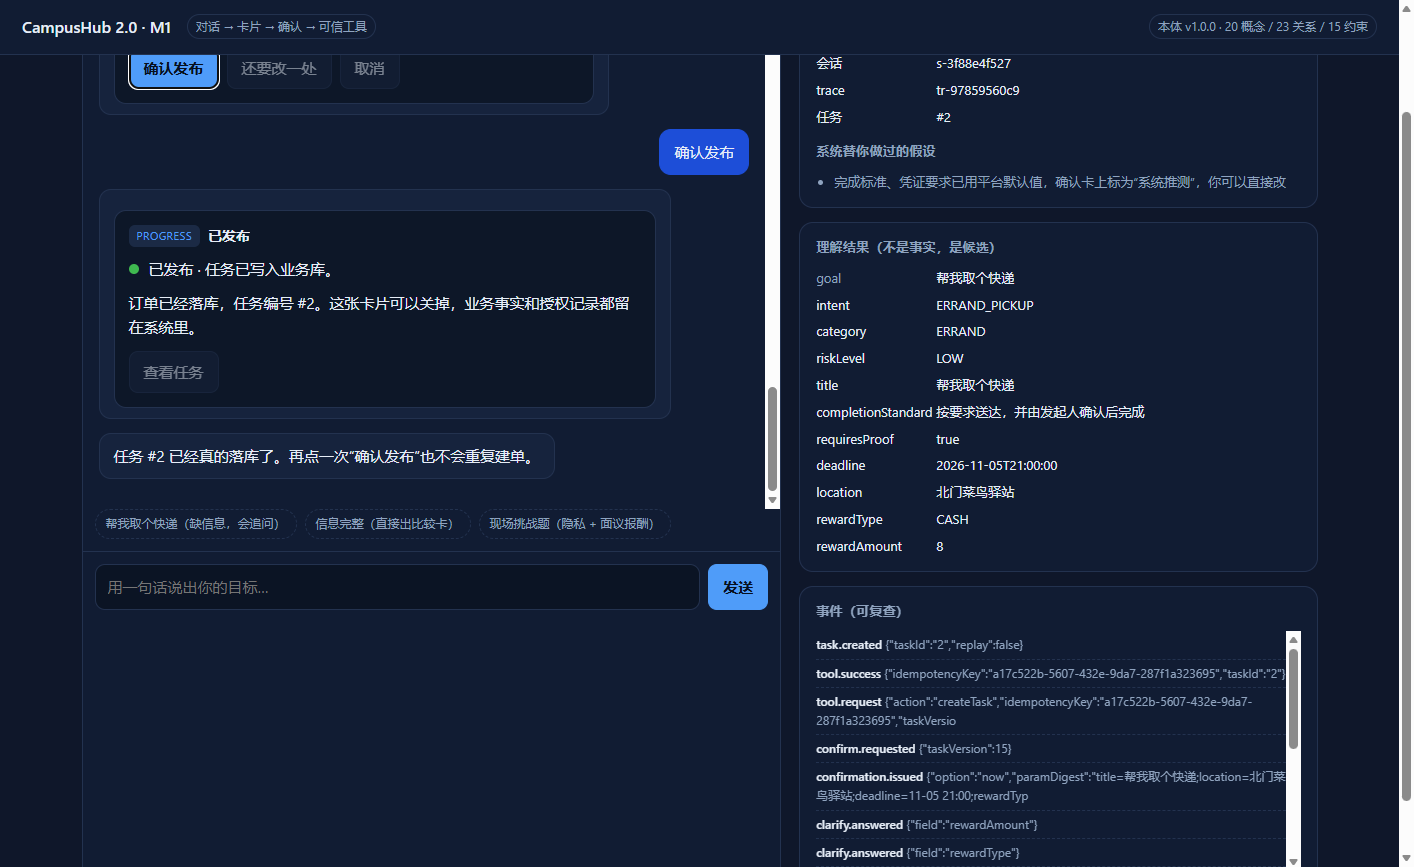 CampusHub 2.0 · M1
对话 → 卡片 → 确认 → 可信工具
本体 v1.0.0 · 20 概念 / 23 关系 / 15 约束
确认发布
还要改一处
取消
确认发布
PROGRESS 已发布
已发布 · 任务已写入业务库。
订单已经落库，任务编号 #2。这张卡片可以关掉，业务事实和授权记录都留
在系统里。
查看任务
任务 #2 已经真的落库了。再点一次“确认发布”也不会重复建单。
帮我取个快递（缺信息，会追问）
信息完整（直接出比较卡）
现场挑战题（隐私 + 面议报酬）
用一句话说出你的目标...
发送
会话 s-3f88e4f527
trace tr-97859560c9
任务 #2
系统替你做过的假设
• 完成标准、凭证要求已用平台默认值，确认卡上标为“系统推测”，你可以直接改
理解结果（不是事实，是候选）
goal 帮我取个快递
intent ERRAND_PICKUP
category ERRAND
riskLevel LOW
title 帮我取个快递
completionStandard 按要求送达，并由发起人确认后完成
requiresProof true
deadline 2026-11-05T21:00:00
location 北门菜鸟驿站
rewardType CASH
rewardAmount 8
事件（可复查）
task.created {"taskId":"2","replay":false}
tool.success {"idempotencyKey":"a17c522b-5607-432e-9da7-287f1a323695","taskId":"2"}
tool.request {"action":"createTask","idempotencyKey":"a17c522b-5607-432e-9da7-
287f1a323695","taskVersio
confirm.requested {"taskVersion":15}
confirmation.issued {"option":"now","paramDigest":"title=帮我取个快递;location=北门菜
鸟驿站;deadline=11-05 21:00;rewardTyp
clarify.answered {"field":"rewardAmount"}
clarify.answered {"field":"rewardType"}